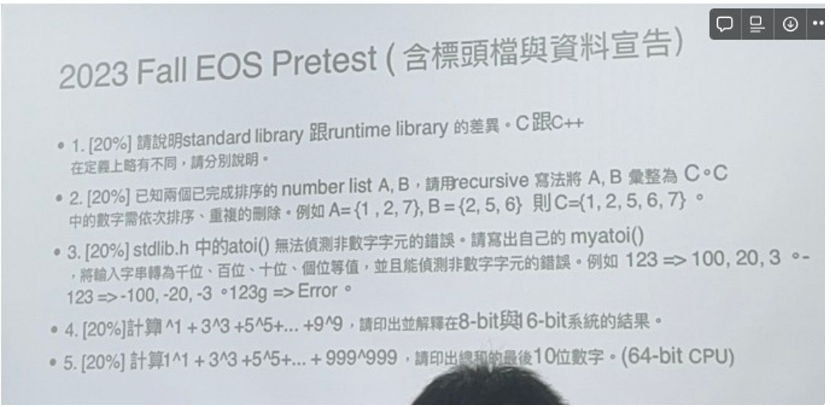 2023 Fall EOS Pretest ( 含標頭檔與資料宣告)
• 1. [20%] 請說明standard library 跟runtime library 的差異。C跟C++
在定義上略有不同，請分別說明。
• 2. [20%] 已知兩個已完成排序的 number list A, B，請用recursive 寫法將 A, B 彙整為 C。C
中的數字需依次排序、重複的刪除。例如 A= {1 , 2, 7}, B = {2, 5, 6} 則 C={1, 2, 5, 6, 7} 。
• 3. [20%] stdlib.h 中的atoi() 無法偵測非數字字元的錯誤。請寫出自己的 myatoi()
，將輸入字串轉為千位、百位、十位、個位等值，並且能偵測非數字字元的錯誤。例如 123 => 100, 20, 3 。-
123 => -100, -20, -3 。123g => Error。
• 4. [20%]計算 ^1 + 3^3 +5^5+... +9^9，請印出並解釋在8-bit與16-bit系統的結果。
• 5. [20%] 計算1^1 + 3^3 +5^5+... + 999^999，請印出總和的最後10位數字。(64-bit CPU)